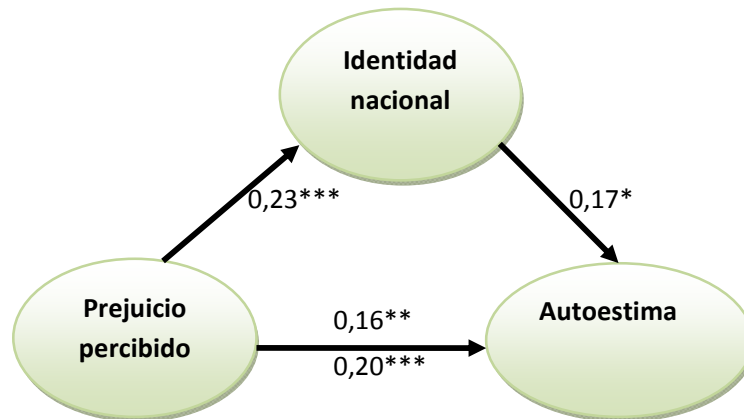 Identidad
nacional
0,23***
0,17*
Prejuicio
percibido
0,16**
0,20***
Autoestima